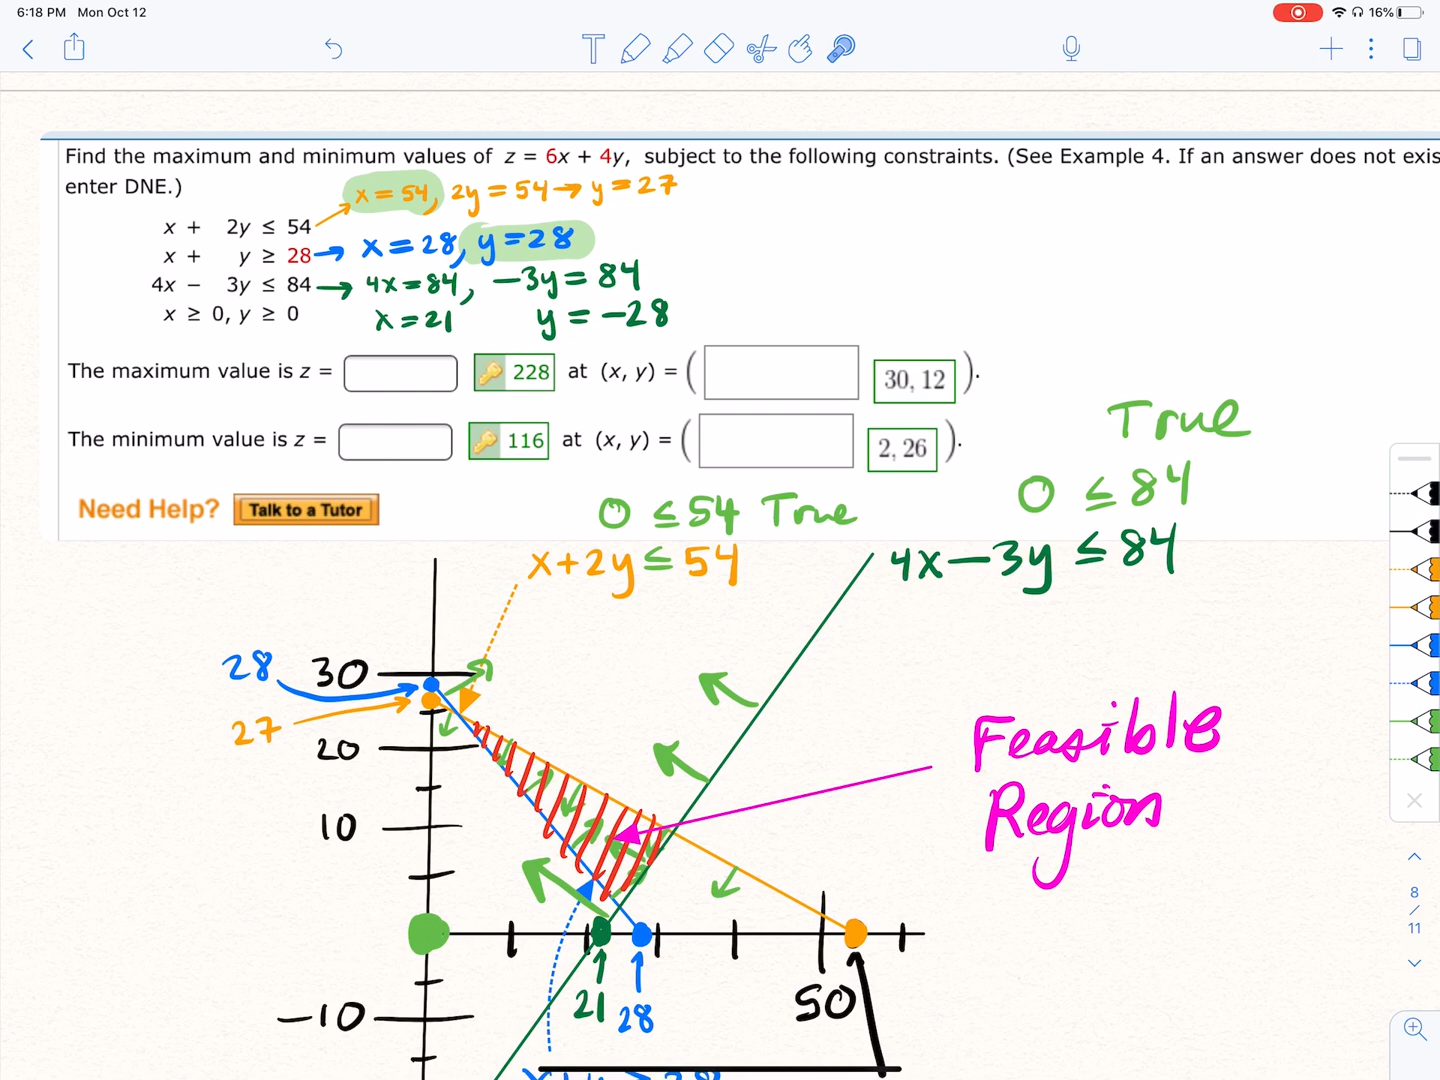 6:18 PM Mon Oct 12
16%
Find the maximum and minimum values of z = 6x + 4y, subject to the following constraints. (See Example 4. If an answer does not exis
enter DNE.)
x = 54, 2y = 54 → y = 27
x + 2y ≤ 54
x + y ≥ 28 → x = 28, y = 28
4x − 3y ≤ 84 → 4x = 84, −3y = 84
x ≥ 0, y ≥ 0
x = 21 y = −28
The maximum value is z = 228 at (x, y) = ( 30, 12 ).
The minimum value is z = 116 at (x, y) = ( 2, 26 ).
True
0 ≤ 84
Need Help? Talk to a Tutor
0 ≤ 54 True
x+2y ≤ 54
4x−3y ≤ 84
28
30
27
20
10
Feasible
Region
21
28
50
−10
8
/
11